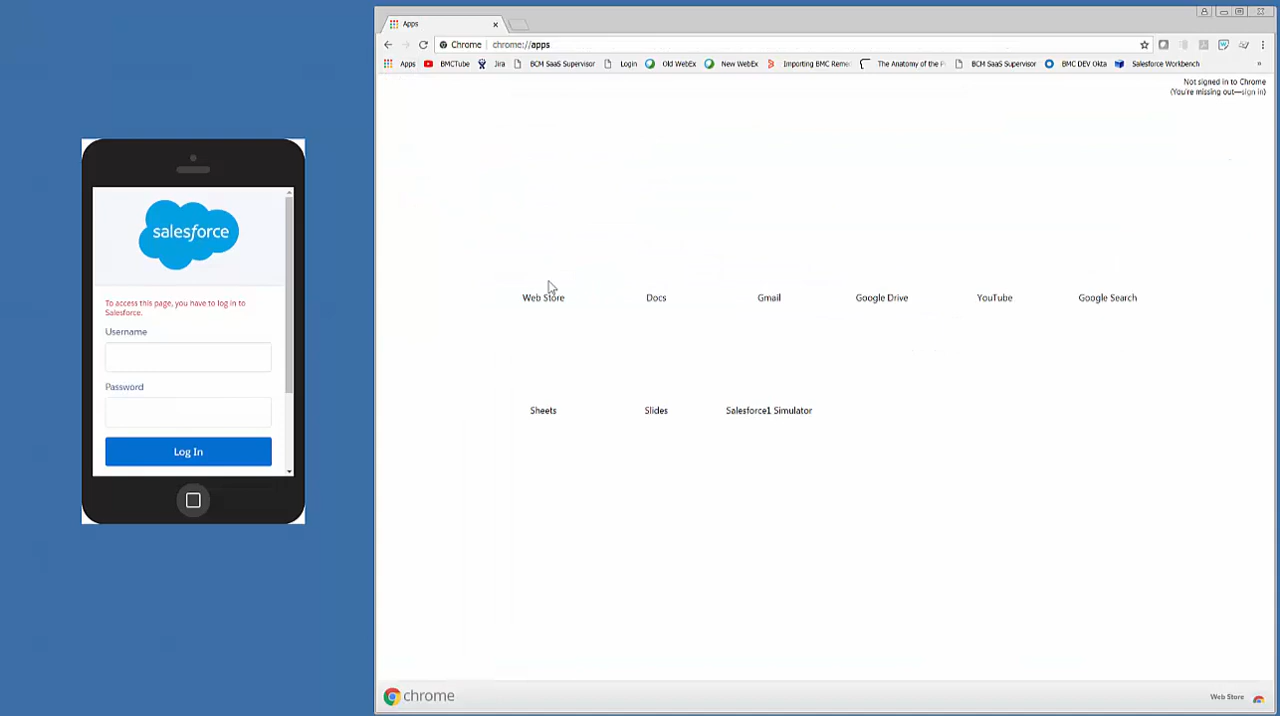 Apps
Chrome chrome://apps
Apps BMCTube Jira BCM SaaS Supervisor Login Old WebEx New WebEx Importing BMC Reme The Anatomy of the P BCM SaaS Supervisor BMC DEV Okta Salesforce Workbench »
Not signed in to Chrome
(You're missing out—sign in)
salesforce
To access this page, you have to log in to
Salesforce.
Username
Password
Log In
Web Store Docs Gmail Google Drive YouTube Google Search
Sheets Slides Salesforce1 Simulator
chrome
Web Store